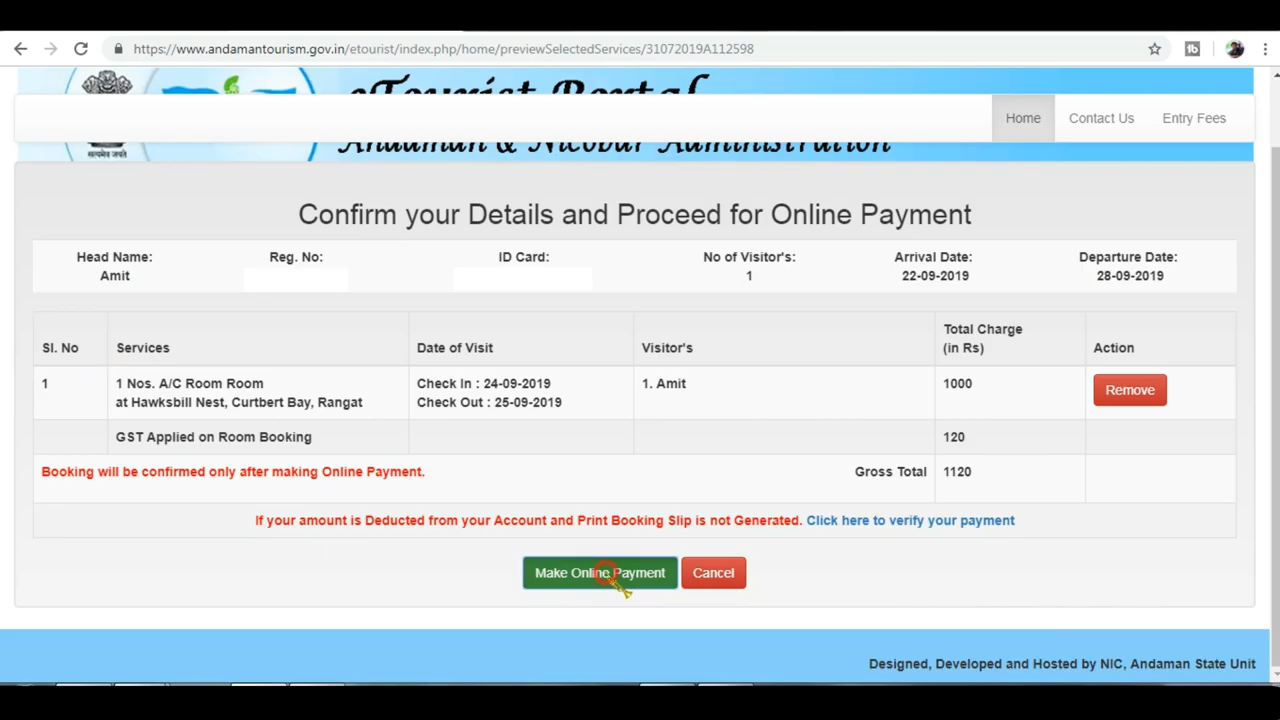 https://www.andamantourism.gov.in/etourist/index.php/home/previewSelectedServices/31072019A112598
eTourist Portal
Home Contact Us Entry Fees
सत्यमेव जयते Andaman & Nicobar Administration
Confirm your Details and Proceed for Online Payment
Head Name: Reg. No: ID Card: No of Visitor's: Arrival Date: Departure Date:
Amit 1 22-09-2019 28-09-2019
Sl. No Services Date of Visit Visitor's Total Charge (in Rs) Action
1 1 Nos. A/C Room Room Check In : 24-09-2019 1. Amit 1000 Remove
at Hawksbill Nest, Curtbert Bay, Rangat Check Out : 25-09-2019
GST Applied on Room Booking 120
Booking will be confirmed only after making Online Payment. Gross Total 1120
If your amount is Deducted from your Account and Print Booking Slip is not Generated. Click here to verify your payment
Make Online Payment Cancel
Designed, Developed and Hosted by NIC, Andaman State Unit